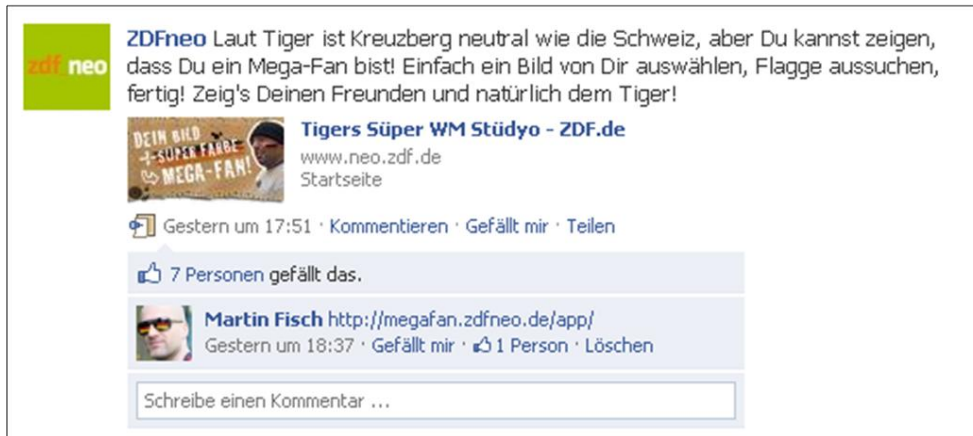 zdf_neo
ZDFneo Laut Tiger ist Kreuzberg neutral wie die Schweiz, aber Du kannst zeigen,
dass Du ein Mega-Fan bist! Einfach ein Bild von Dir auswählen, Flagge aussuchen,
fertig! Zeig's Deinen Freunden und natürlich dem Tiger!
DEIN BILD
+ SÜPER FARBE
MEGA-FAN!
Tigers Süper WM Stüdyo - ZDF.de
www.neo.zdf.de
Startseite
Gestern um 17:51 · Kommentieren · Gefällt mir · Teilen
7 Personen gefällt das.
Martin Fisch http://megafan.zdfneo.de/app/
Gestern um 18:37 · Gefällt mir · 1 Person · Löschen
Schreibe einen Kommentar ...